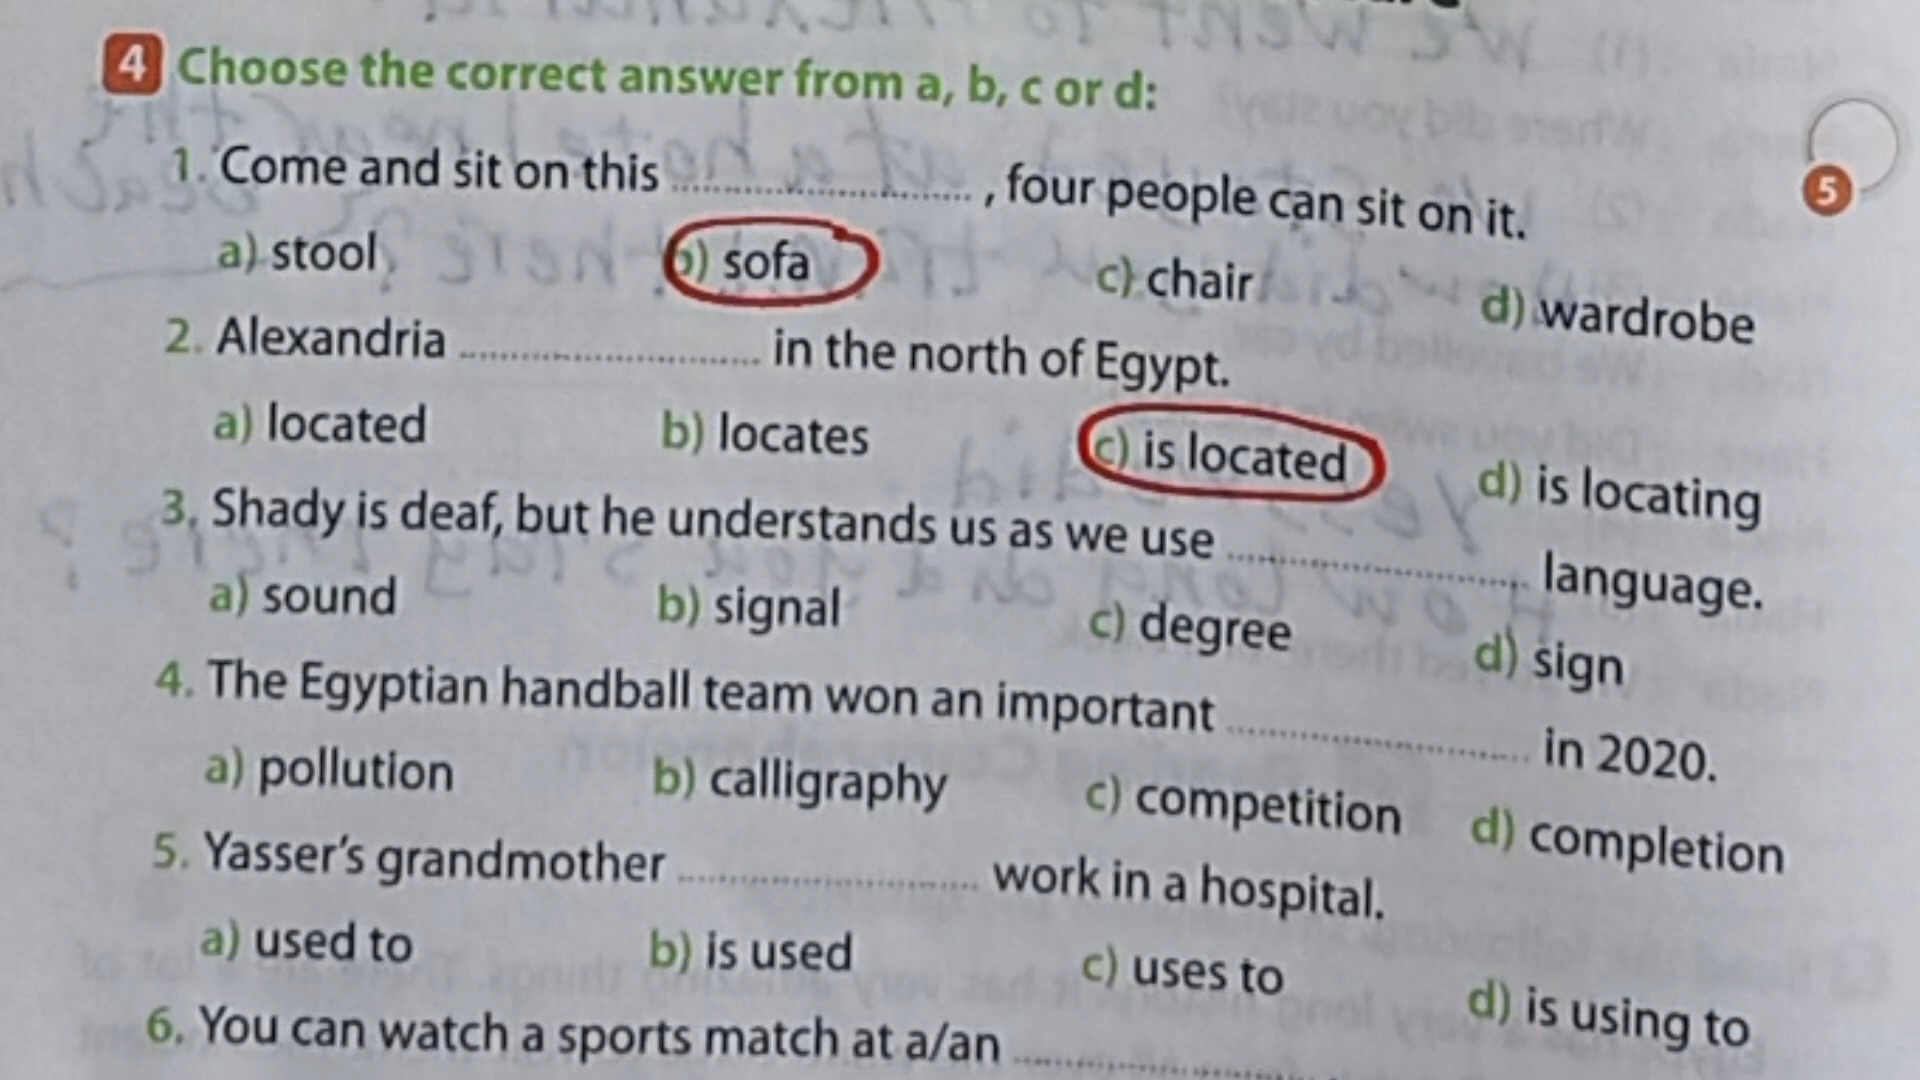 4 Choose the correct answer from a, b, c or d:
5
1. Come and sit on this ........................ , four people can sit on it.
a) stool b) sofa c) chair d) wardrobe
2. Alexandria ........................ in the north of Egypt.
a) located b) locates c) is located d) is locating
3. Shady is deaf, but he understands us as we use ........................ language.
a) sound b) signal c) degree d) sign
4. The Egyptian handball team won an important ........................ in 2020.
a) pollution b) calligraphy c) competition d) completion
5. Yasser's grandmother ........................ work in a hospital.
a) used to b) is used c) uses to d) is using to
6. You can watch a sports match at a/an ........................